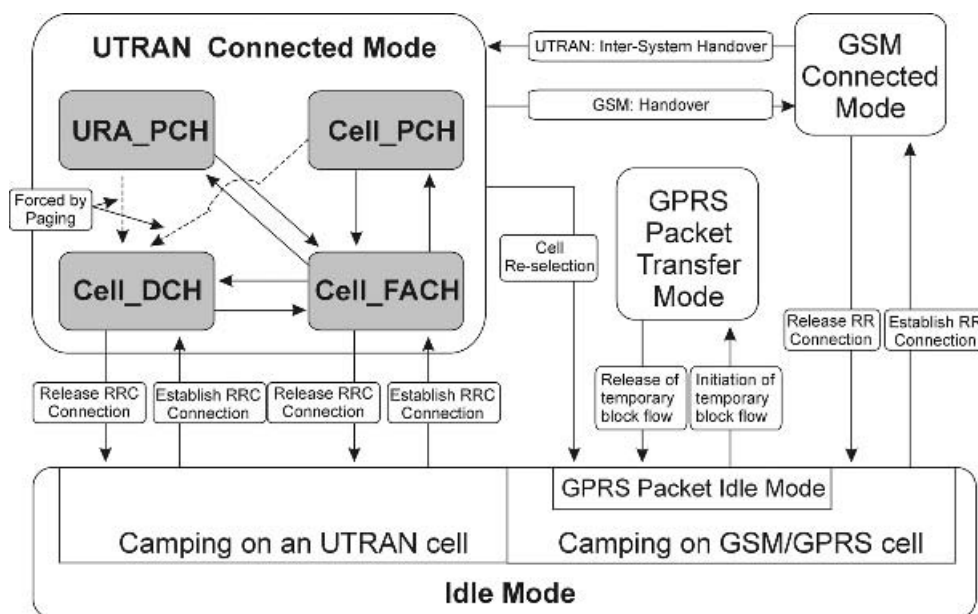 UTRAN Connected Mode
URA_PCH
Cell_PCH
Forced by
Paging
Cell_DCH
Cell_FACH
UTRAN: Inter-System Handover
GSM: Handover
GSM
Connected
Mode
Cell
Re-selection
GPRS
Packet
Transfer
Mode
Release RR
Connection
Establish RR
Connection
Release RRC
Connection
Establish RRC
Connection
Release RRC
Connection
Establish RRC
Connection
Release of
temporary
block flow
Initiation of
temporary
block flow
GPRS Packet Idle Mode
Camping on an UTRAN cell
Camping on GSM/GPRS cell
Idle Mode